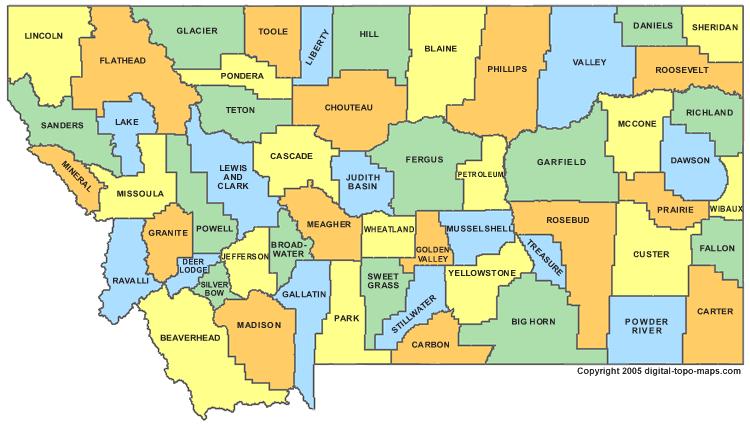 LINCOLN
FLATHEAD
GLACIER
TOOLE
LIBERTY
HILL
BLAINE
PHILLIPS
VALLEY
DANIELS
SHERIDAN
PONDERA
ROOSEVELT
SANDERS
LAKE
TETON
CHOUTEAU
MCCONE
RICHLAND
MINERAL
MISSOULA
LEWIS
AND
CLARK
CASCADE
JUDITH
BASIN
FERGUS
PETROLEUM
GARFIELD
DAWSON
PRAIRIE
WIBAUX
GRANITE
POWELL
MEAGHER
WHEATLAND
GOLDEN
VALLEY
MUSSELSHELL
ROSEBUD
TREASURE
CUSTER
FALLON
RAVALLI
DEER
LODGE
JEFFERSON
BROAD-
WATER
SILVER
BOW
GALLATIN
SWEET
GRASS
YELLOWSTONE
STILLWATER
BEAVERHEAD
MADISON
PARK
CARBON
BIG HORN
POWDER
RIVER
CARTER
Copyright 2005 digital-topo-maps.com